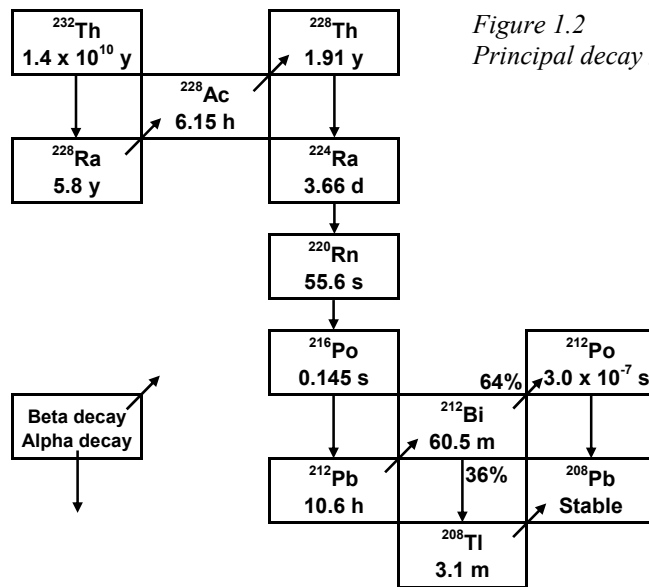 Figure 1.2
Principal decay
²³²Th
1.4 x 10¹⁰ y
²²⁸Th
1.91 y
²²⁸Ac
6.15 h
²²⁸Ra
5.8 y
²²⁴Ra
3.66 d
²²⁰Rn
55.6 s
²¹⁶Po
0.145 s
²¹²Po
3.0 x 10⁻⁷ s
64%
²¹²Bi
60.5 m
36%
²¹²Pb
10.6 h
²⁰⁸Pb
Stable
²⁰⁸Tl
3.1 m
Beta decay
Alpha decay